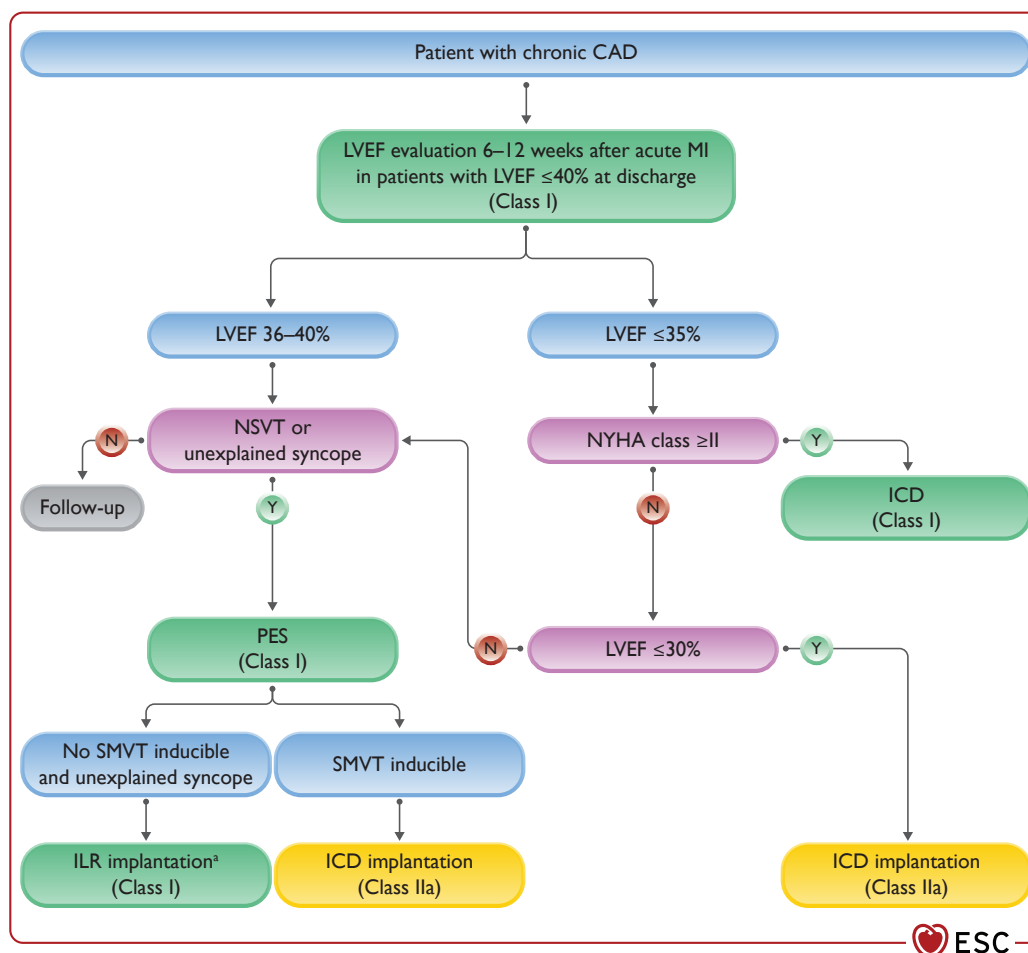 Patient with chronic CAD
LVEF evaluation 6–12 weeks after acute MI
in patients with LVEF ≤40% at discharge
(Class I)
LVEF 36–40%
LVEF ≤35%
N
NSVT or
unexplained syncope
NYHA class ≥II
Y
Follow-up
Y
N
ICD
(Class I)
PES
(Class I)
N
LVEF ≤30%
Y
No SMVT inducible
and unexplained syncope
SMVT inducible
ILR implantationᵃ
(Class I)
ICD implantation
(Class IIa)
ICD implantation
(Class IIa)
ESC